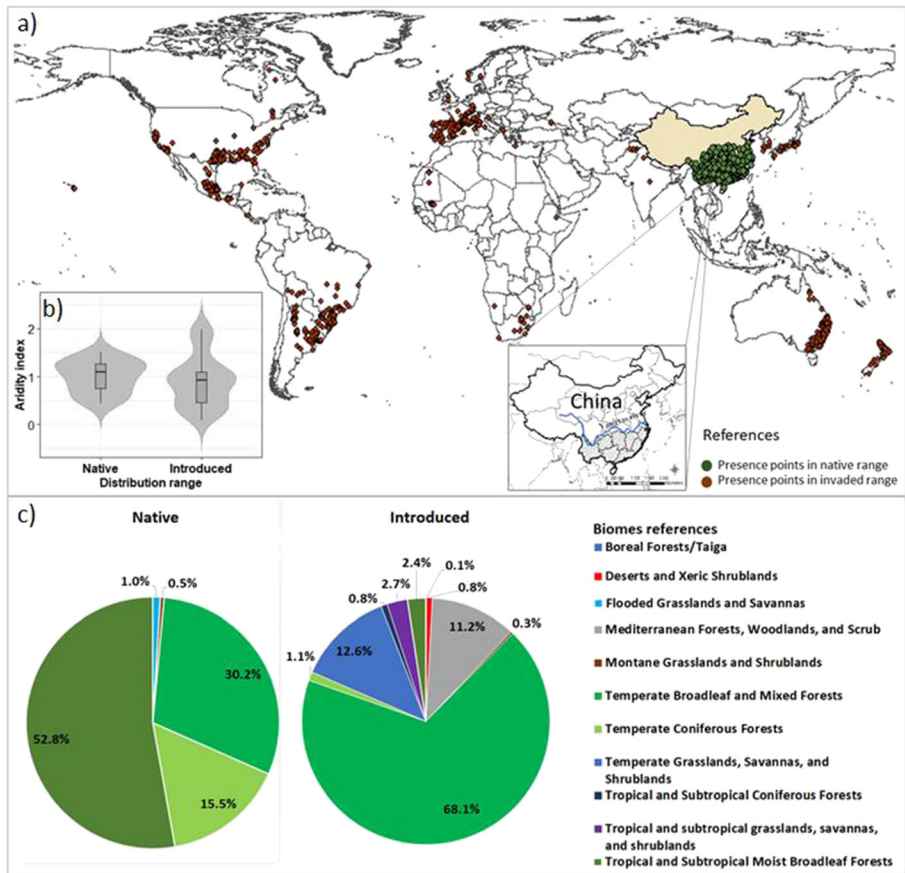 a)
b)
Aridity index
2
1
0
Native
Introduced
Distribution range
China
References
Presence points in native range
Presence points in invaded range
c)
Native
1.0%
0.5%
30.2%
15.5%
52.8%
Introduced
2.4%
0.1%
2.7%
0.8%
0.8%
11.2%
0.3%
12.6%
1.1%
68.1%
Biomes references
Boreal Forests/Taiga
Deserts and Xeric Shrublands
Flooded Grasslands and Savannas
Mediterranean Forests, Woodlands, and Scrub
Montane Grasslands and Shrublands
Temperate Broadleaf and Mixed Forests
Temperate Coniferous Forests
Temperate Grasslands, Savannas, and
Shrublands
Tropical and Subtropical Coniferous Forests
Tropical and subtropical grasslands, savannas,
and shrublands
Tropical and Subtropical Moist Broadleaf Forests